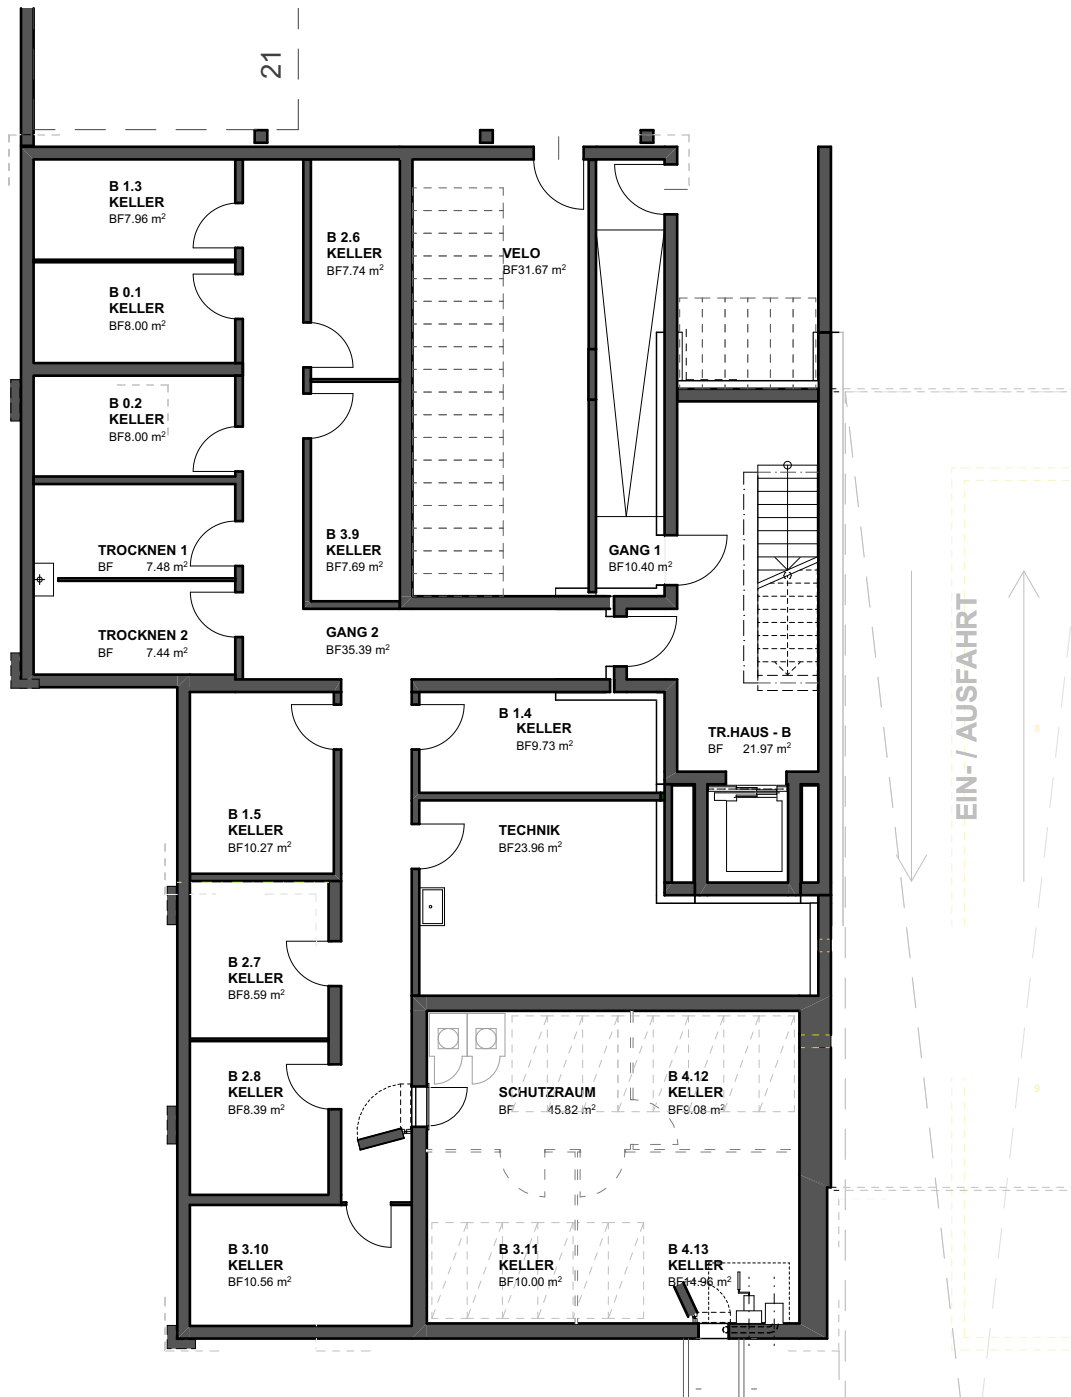 21
B 1.3
KELLER
BF7.96 m²
B 0.1
KELLER
BF8.00 m²
B 0.2
KELLER
BF8.00 m²
TROCKNEN 1
BF 7.48 m²
TROCKNEN 2
BF 7.44 m²
B 2.6
KELLER
BF7.74 m²
B 3.9
KELLER
BF7.69 m²
VELO
BF31.67 m²
GANG 1
BF10.40 m²
GANG 2
BF35.39 m²
B 1.4
KELLER
BF9.73 m²
TR.HAUS - B
BF 21.97 m²
EIN- / AUSFAHRT
B 1.5
KELLER
BF10.27 m²
TECHNIK
BF23.96 m²
B 2.7
KELLER
BF8.59 m²
B 2.8
KELLER
BF8.39 m²
SCHUTZRAUM
BF 45.82 m²
B 4.12
KELLER
BF9.08 m²
B 3.10
KELLER
BF10.56 m²
B 3.11
KELLER
BF10.00 m²
B 4.13
KELLER
BF14.96 m²